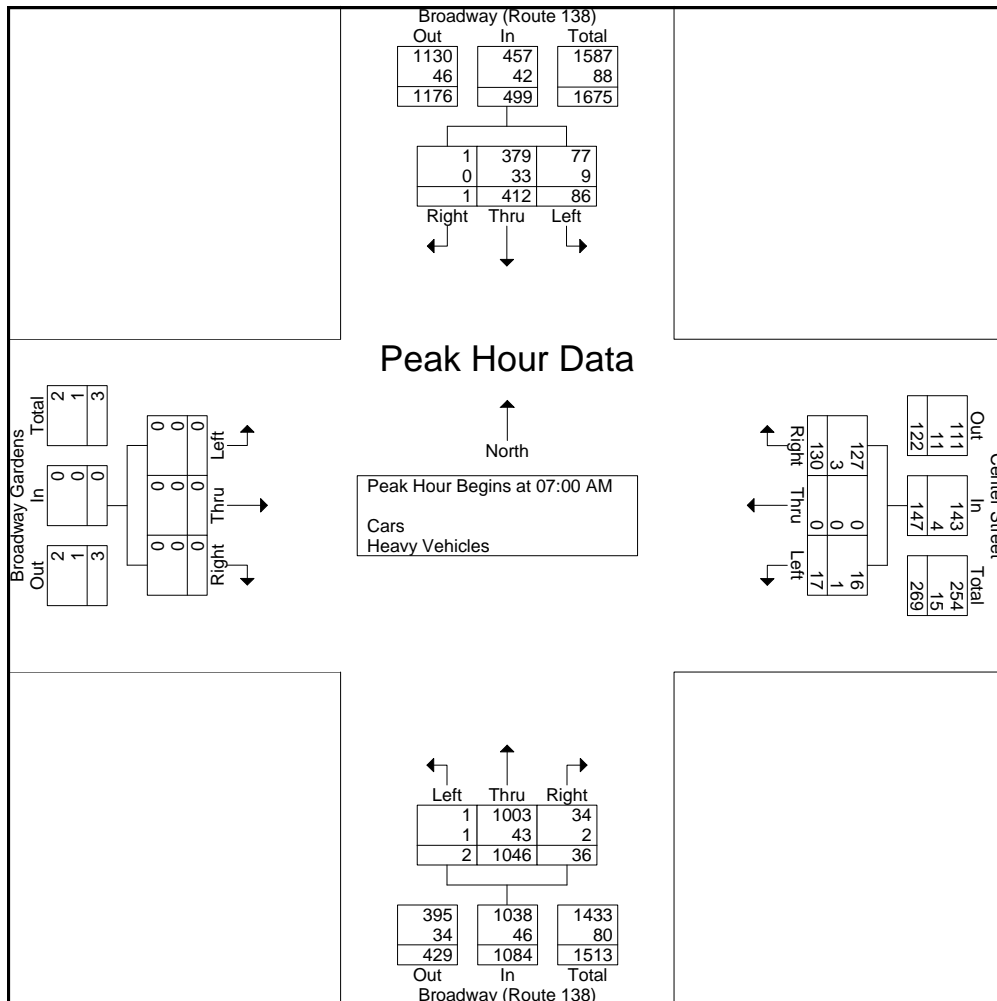 Broadway (Route 138)
Out In Total
1130 457 1587
46 42 88
1176 499 1675
1 379 77
0 33 9
1 412 86
Right Thru Left
Peak Hour Data
North
Peak Hour Begins at 07:00 AM
Cars
Heavy Vehicles
Broadway Gardens
Out In Total
2 0 2
1 0 1
3 0 3
0 0 0
0 0 0
0 0 0
Right Thru Left
Center Street
Out In Total
111 143 254
11 4 15
122 147 269
127 0 16
3 0 1
130 0 17
Right Thru Left
Left Thru Right
1 1003 34
1 43 2
2 1046 36
395 1038 1433
34 46 80
429 1084 1513
Out In Total
Broadway (Route 138)